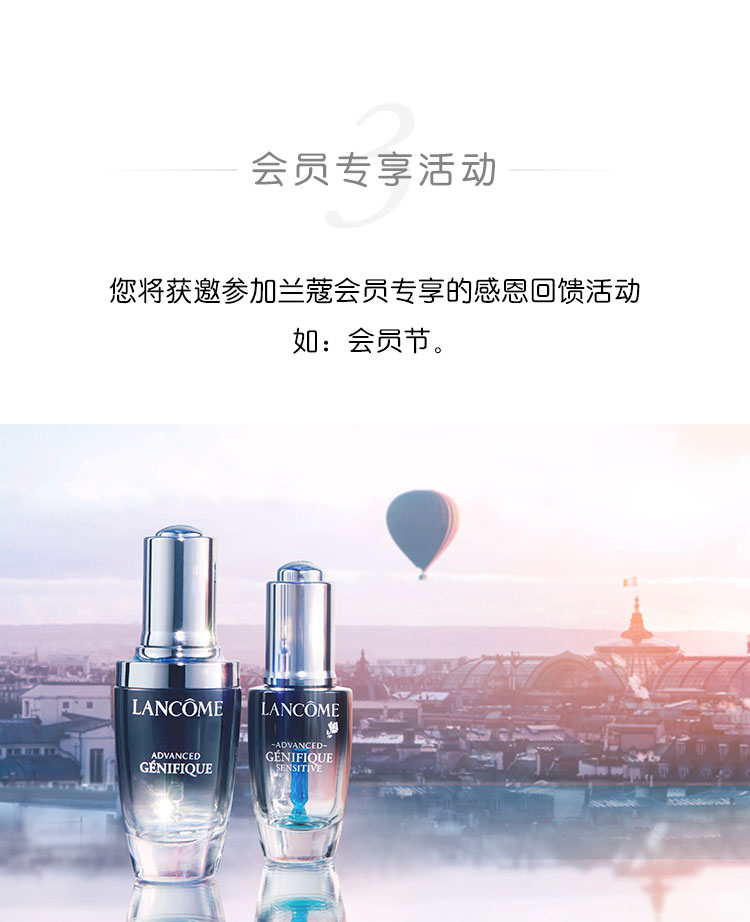 3
会员专享活动
您将获邀参加兰蔻会员专享的感恩回馈活动
如：会员节。
LANCÔME
ADVANCED
GÉNIFIQUE
LANCÔME
-ADVANCED-
GÉNIFIQUE
SENSITIVE